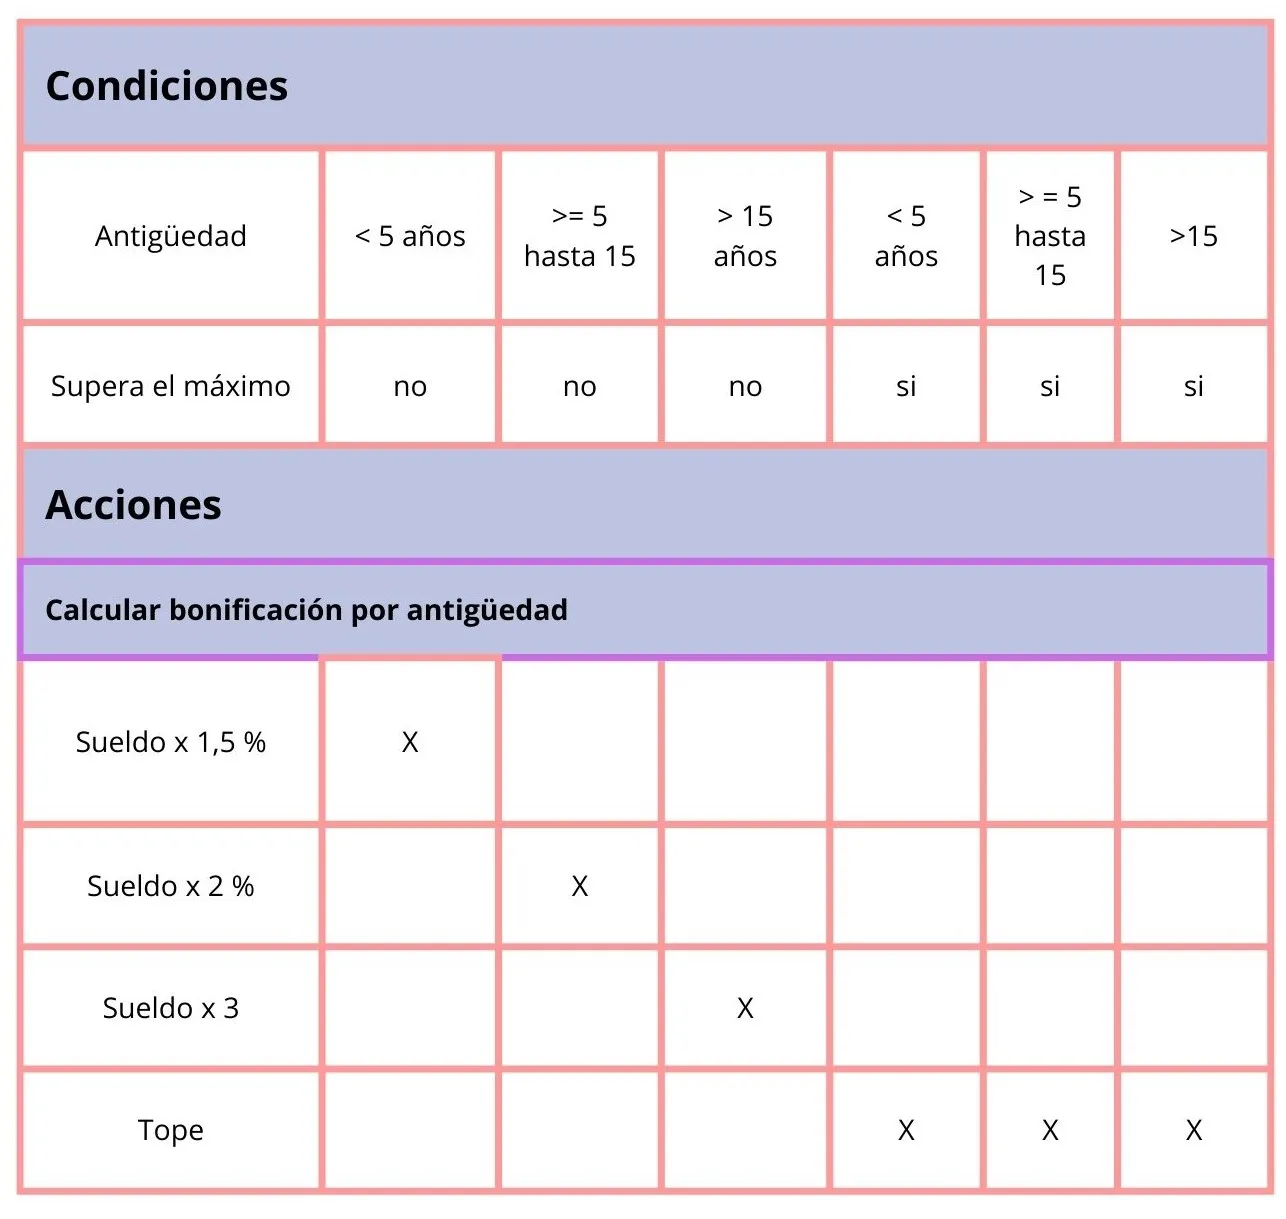 Condiciones
Antigüedad
< 5 años
>= 5
hasta 15
> 15
años
< 5
años
> = 5
hasta
15
>15
Supera el máximo
no
no
no
si
si
si
Acciones
Calcular bonificación por antigüedad
Sueldo x 1,5 %
X
Sueldo x 2 %
X
Sueldo x 3
X
Tope
X
X
X